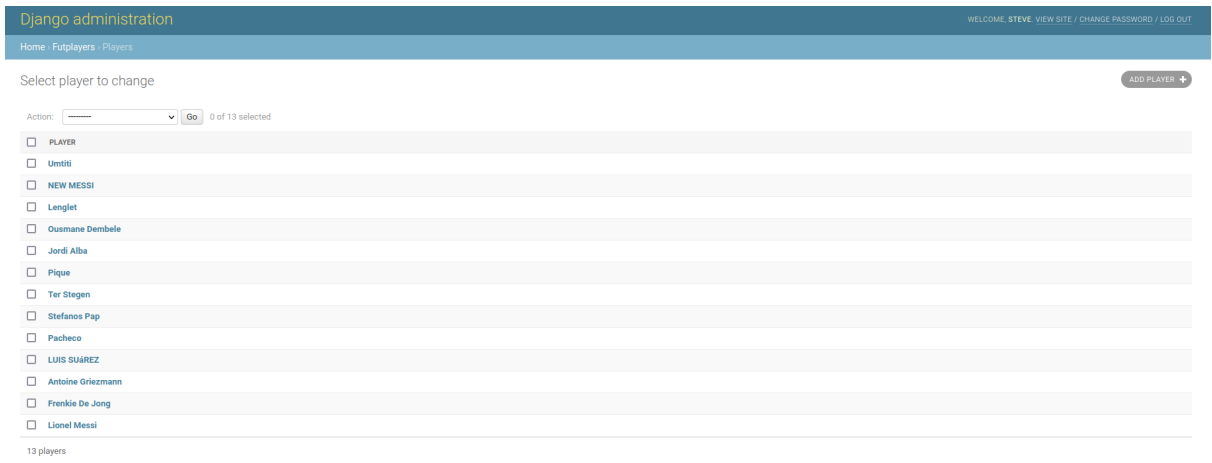 Django administration
WELCOME, STEVE. VIEW SITE / CHANGE PASSWORD / LOG OUT
Home › Futplayers › Players
Select player to change
ADD PLAYER +
Action: --------- Go 0 of 13 selected
PLAYER
Umtiti
NEW MESSI
Lenglet
Ousmane Dembele
Jordi Alba
Pique
Ter Stegen
Stefanos Pap
Pacheco
LUIS SUáREZ
Antoine Griezmann
Frenkie De Jong
Lionel Messi
13 players